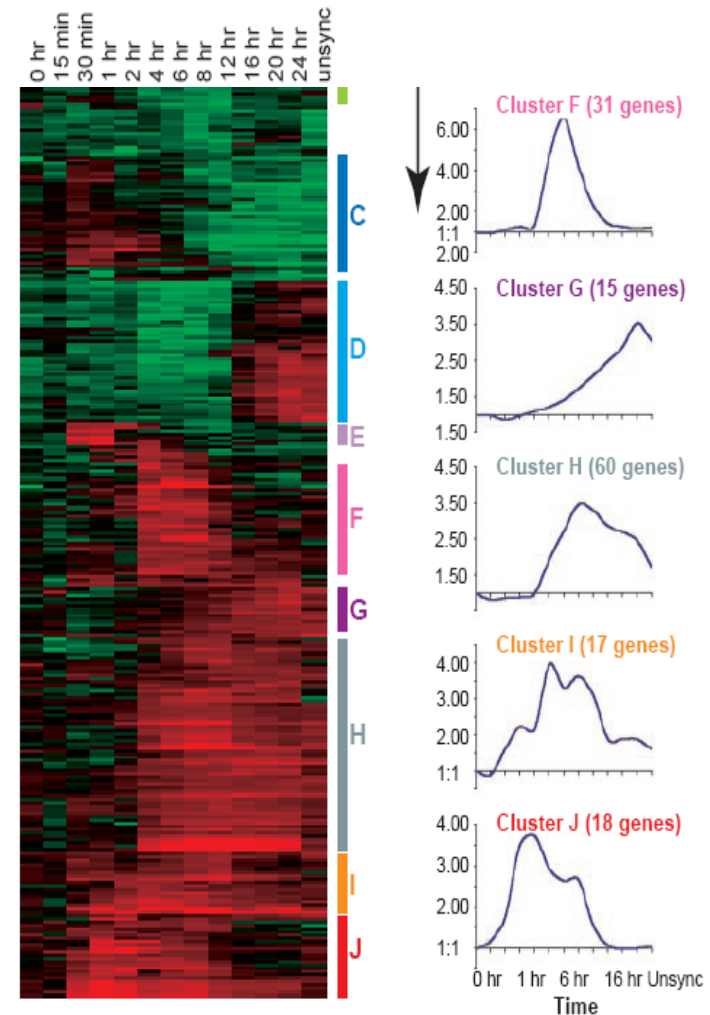 0 hr
15 min
30 min
1 hr
2 hr
4 hr
6 hr
8 hr
12 hr
16 hr
20 hr
24 hr
unsync
C
D
E
F
G
H
I
J
Cluster F (31 genes)
6.00
4.00
2.00
1:1
2.00
Cluster G (15 genes)
4.50
3.50
2.50
1.50
1.50
Cluster H (60 genes)
4.50
3.50
2.50
1.50
Cluster I (17 genes)
4.00
3.00
2.00
1:1
Cluster J (18 genes)
4.00
3.00
2.00
1:1
0 hr 1 hr 6 hr 16 hr Unsync
Time